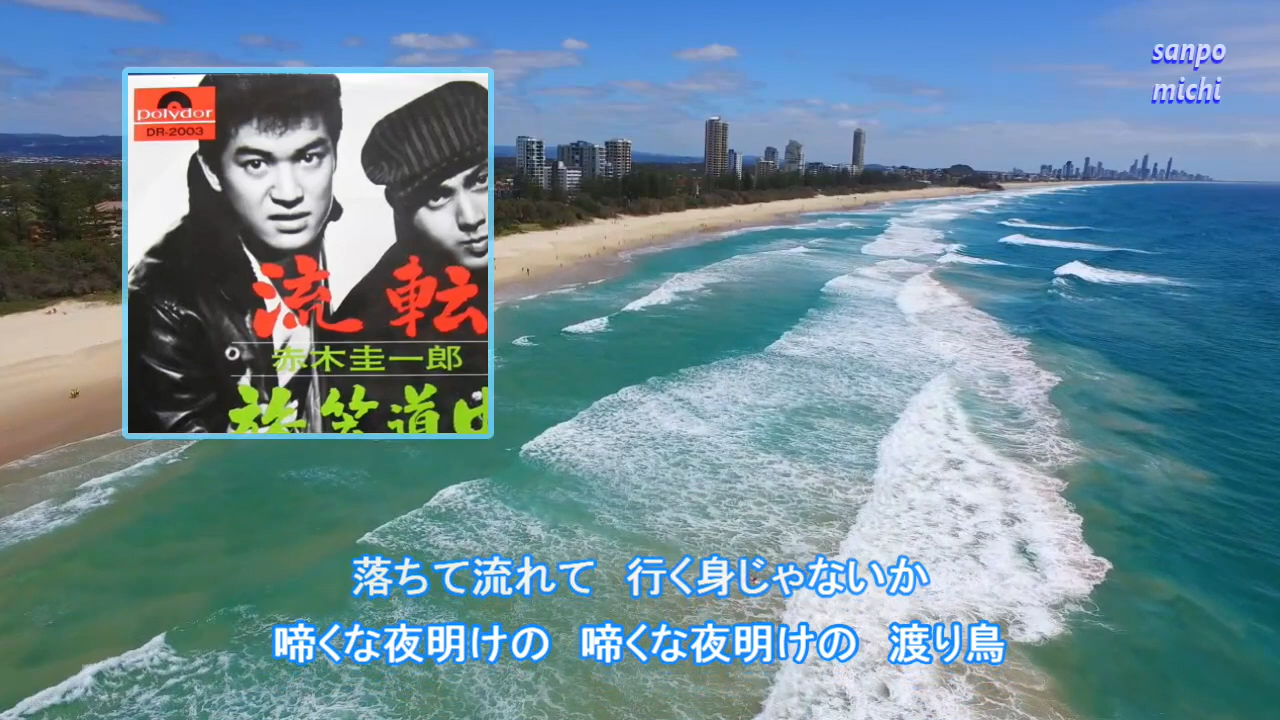 sanpo
michi
Polydor
DR-2003
流転
赤木圭一郎
落ちて流れて 行く身じゃないか
啼くな夜明けの 啼くな夜明けの 渡り鳥